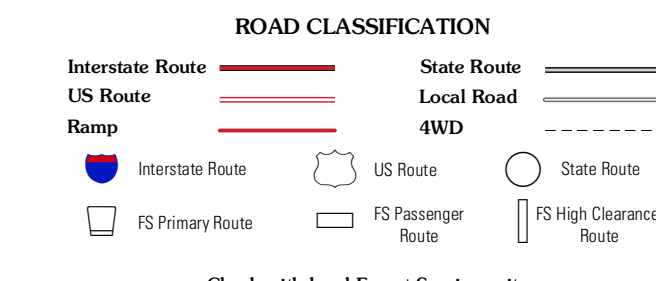 ROAD CLASSIFICATION
Interstate Route State Route
US Route Local Road
Ramp 4WD
Interstate Route US Route State Route
FS Primary Route FS Passenger Route FS High Clearance Route